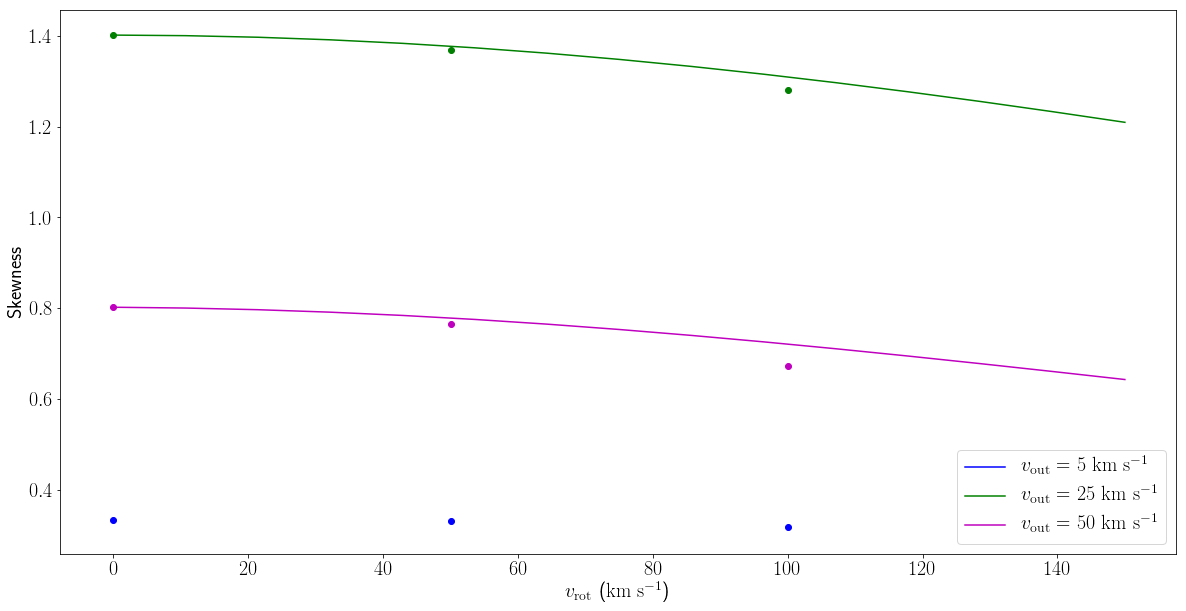 1.4
1.2
1.0
0.8
0.6
0.4
Skewness
0 20 40 60 80 100 120 140
v_rot (km s⁻¹)
v_out = 5 km s⁻¹
v_out = 25 km s⁻¹
v_out = 50 km s⁻¹